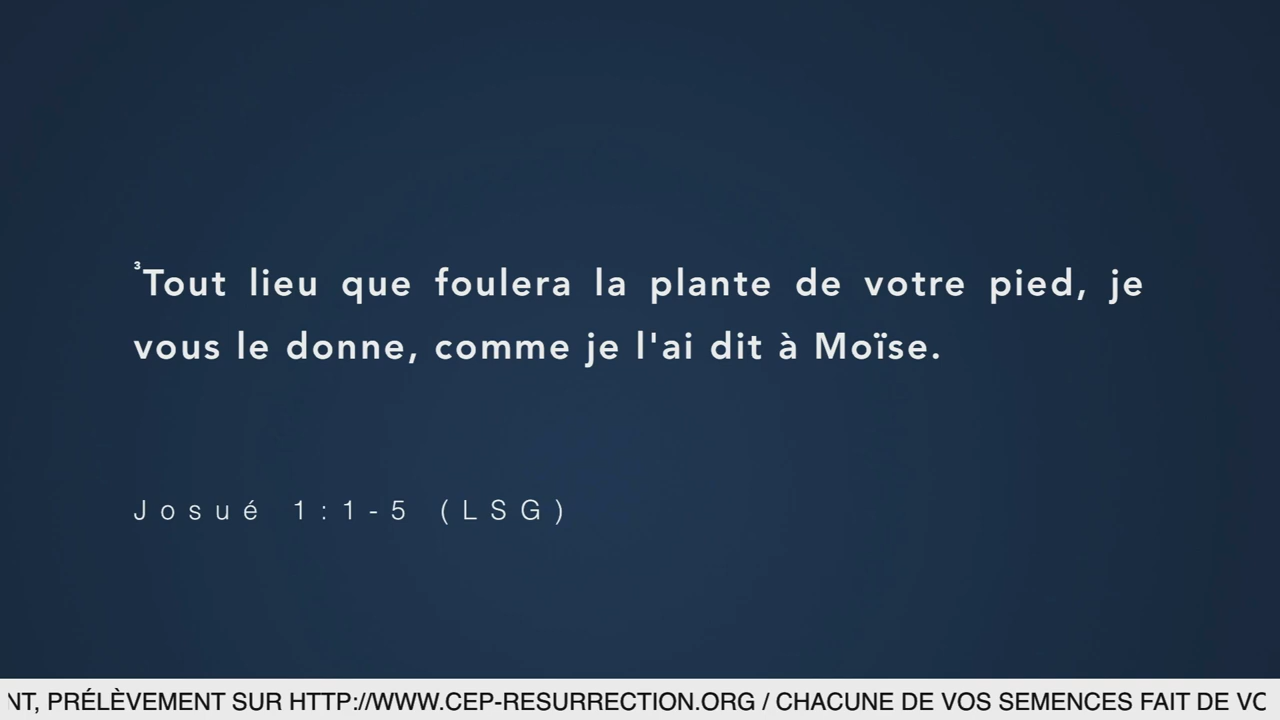 ³Tout lieu que foulera la plante de votre pied, je
vous le donne, comme je l'ai dit à Moïse.
Josué 1:1-5 (LSG)
NT, PRÉLÈVEMENT SUR HTTP://WWW.CEP-RESURRECTION.ORG / CHACUNE DE VOS SEMENCES FAIT DE VO